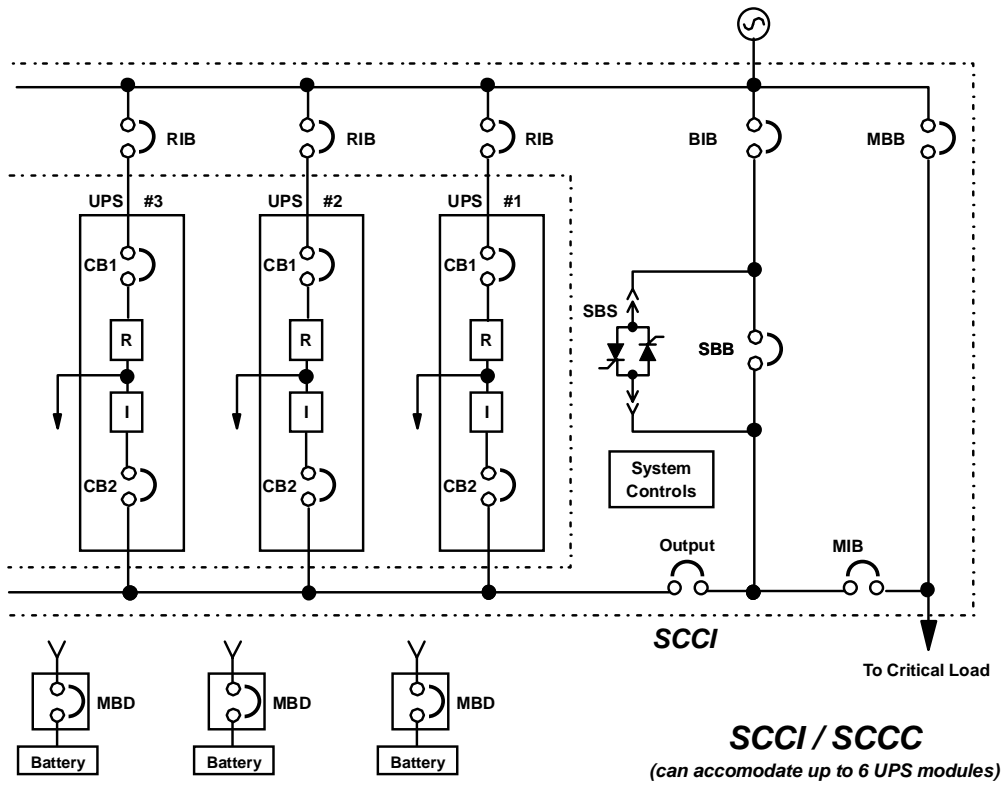 RIB
RIB
RIB
BIB
MBB
UPS #3
UPS #2
UPS #1
CB1
CB1
CB1
SBS
R
R
R
SBB
I
I
I
System
Controls
CB2
CB2
CB2
Output
MIB
SCCI
To Critical Load
MBD
MBD
MBD
Battery
Battery
Battery
SCCI / SCCC
(can accomodate up to 6 UPS modules)